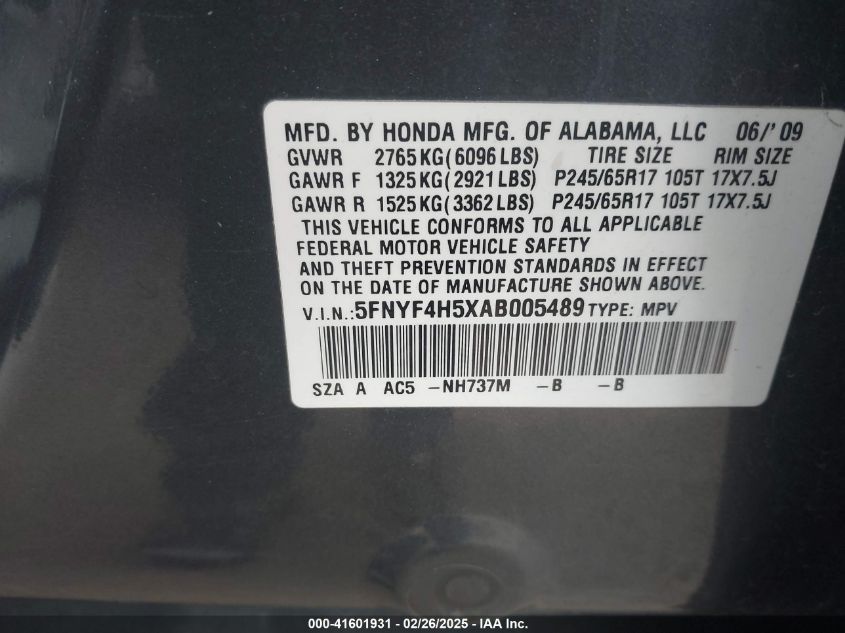 MFD. BY HONDA MFG. OF ALABAMA, LLC 06/'09
GVWR 2765KG(6096LBS) TIRE SIZE RIM SIZE
GAWR F 1325KG(2921LBS) P245/65R17 105T 17X7.5J
GAWR R 1525KG(3362LBS) P245/65R17 105T 17X7.5J
THIS VEHICLE CONFORMS TO ALL APPLICABLE
FEDERAL MOTOR VEHICLE SAFETY
AND THEFT PREVENTION STANDARDS IN EFFECT
ON THE DATE OF MANUFACTURE SHOWN ABOVE.
V.I.N.:5FNYF4H5XAB005489 TYPE: MPV
SZA A AC5 -NH737M -B -B
000-41601931 - 02/26/2025 - IAA Inc.